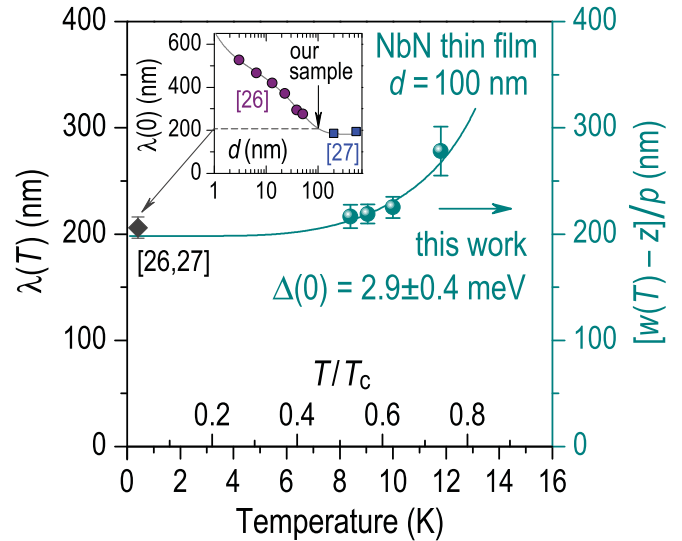 400
300
200
100
0
λ(T) (nm)
600
400
200
0
λ(0) (nm)
our
sample
[26]
[27]
d (nm)
1
10
100
NbN thin film
d = 100 nm
[26,27]
this work
Δ(0) = 2.9±0.4 meV
T/Tc
0.2
0.4
0.6
0.8
0
2
4
6
8
10
12
14
16
Temperature (K)
400
300
200
100
0
[w(T) – z]/p (nm)